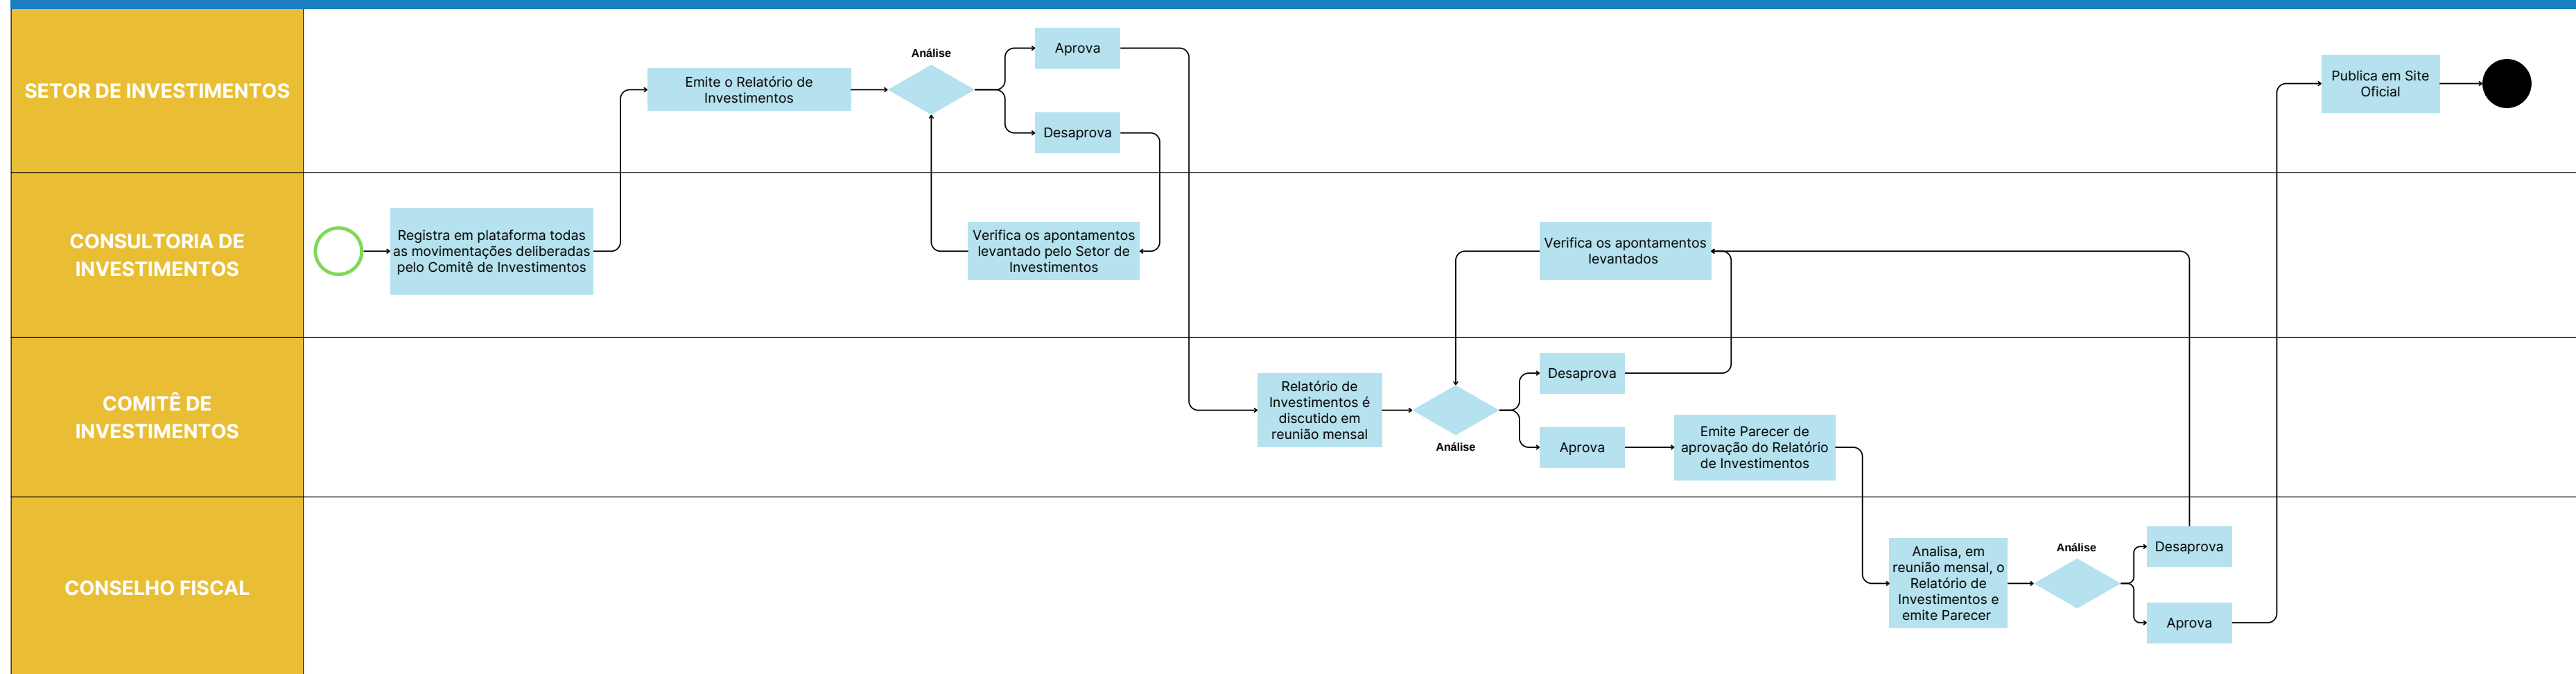 SETOR DE INVESTIMENTOS
Emite o Relatório de
Investimentos
Análise
Aprova
Desaprova
Publica em Site
Oficial
CONSULTORIA DE
INVESTIMENTOS
Registra em plataforma todas
as movimentações deliberadas
pelo Comitê de Investimentos
Verifica os apontamentos
levantado pelo Setor de
Investimentos
Verifica os apontamentos
levantados
COMITÊ DE
INVESTIMENTOS
Relatório de
Investimentos é
discutido em
reunião mensal
Análise
Desaprova
Aprova
Emite Parecer de
aprovação do Relatório
de Investimentos
CONSELHO FISCAL
Analisa, em
reunião mensal, o
Relatório de
Investimentos e
emite Parecer
Análise
Desaprova
Aprova